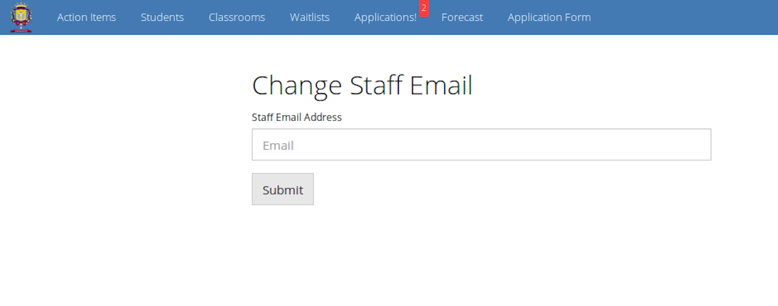 Action Items Students Classrooms Waitlists Applications! 2 Forecast Application Form
Change Staff Email
Staff Email Address
Email
Submit